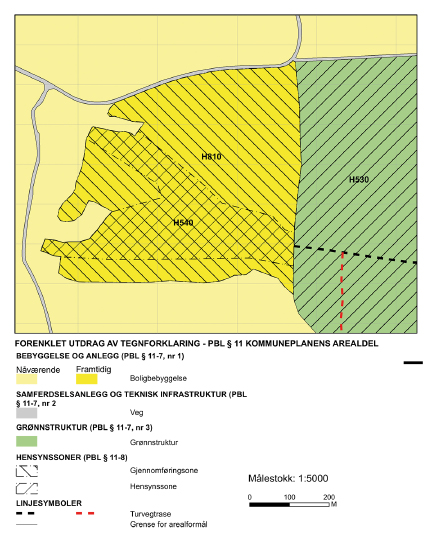 H810
H530
H540
FORENKLET UTDRAG AV TEGNFORKLARING - PBL § 11 KOMMUNEPLANENS AREALDEL
BEBYGGELSE OG ANLEGG (PBL § 11-7, nr 1)
Nåværende Framtidig
Boligbebyggelse
SAMFERDSELSANLEGG OG TEKNISK INFRASTRUKTUR (PBL
§ 11-7, nr 2
Veg
GRØNNSTRUKTUR (PBL § 11-7, nr 3)
Grønnstruktur
HENSYNSSONER (PBL § 11-8)
Gjennomføringsone
Hensynssone
Målestokk: 1:5000
0 100 200
M
LINJESYMBOLER
Turvegtrase
Grense for arealformål